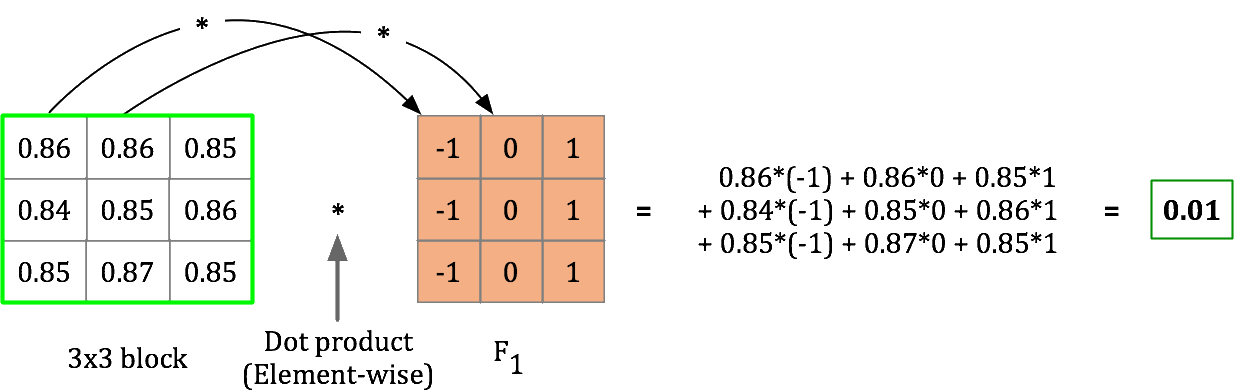 * *
0.86 0.86 0.85 -1 0 1
0.86*(-1) + 0.86*0 + 0.85*1
0.84 0.85 0.86 * -1 0 1 = + 0.84*(-1) + 0.85*0 + 0.86*1 = 0.01
+ 0.85*(-1) + 0.87*0 + 0.85*1
0.85 0.87 0.85 -1 0 1
3x3 block
Dot product
(Element-wise)
F1